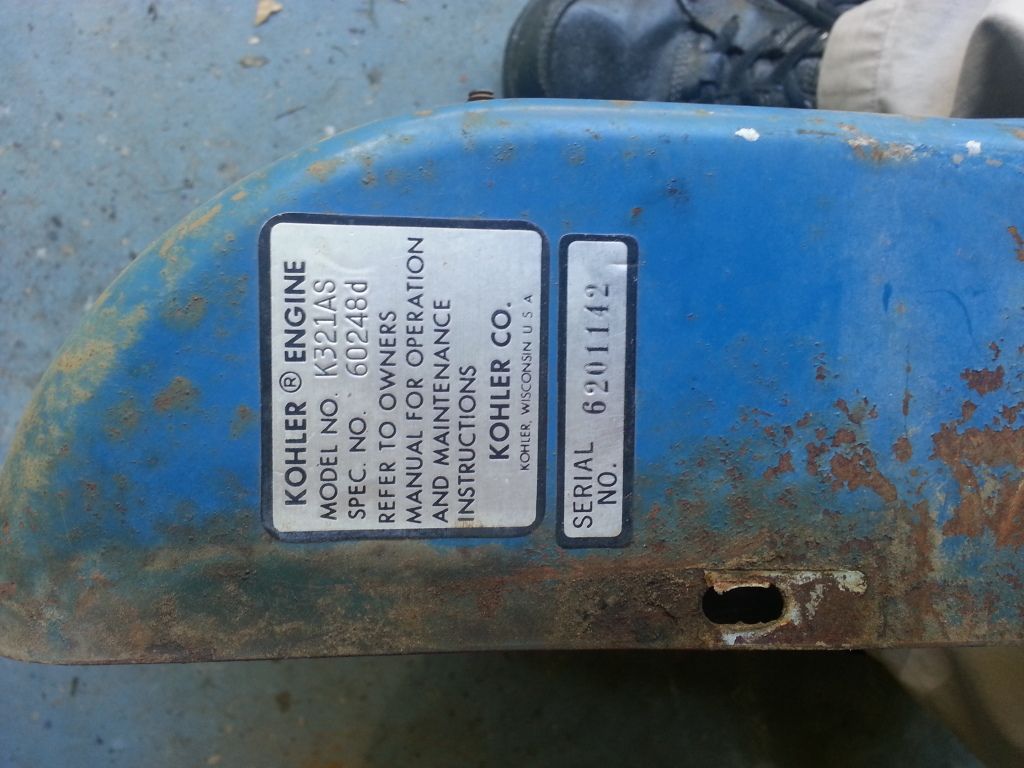 KOHLER ® ENGINE
MODEL NO. K321AS
SPEC. NO. 60248d
REFER TO OWNERS
MANUAL FOR OPERATION
AND MAINTENANCE
INSTRUCTIONS
KOHLER CO.
KOHLER, WISCONSIN U S A
SERIAL 6201142
NO.